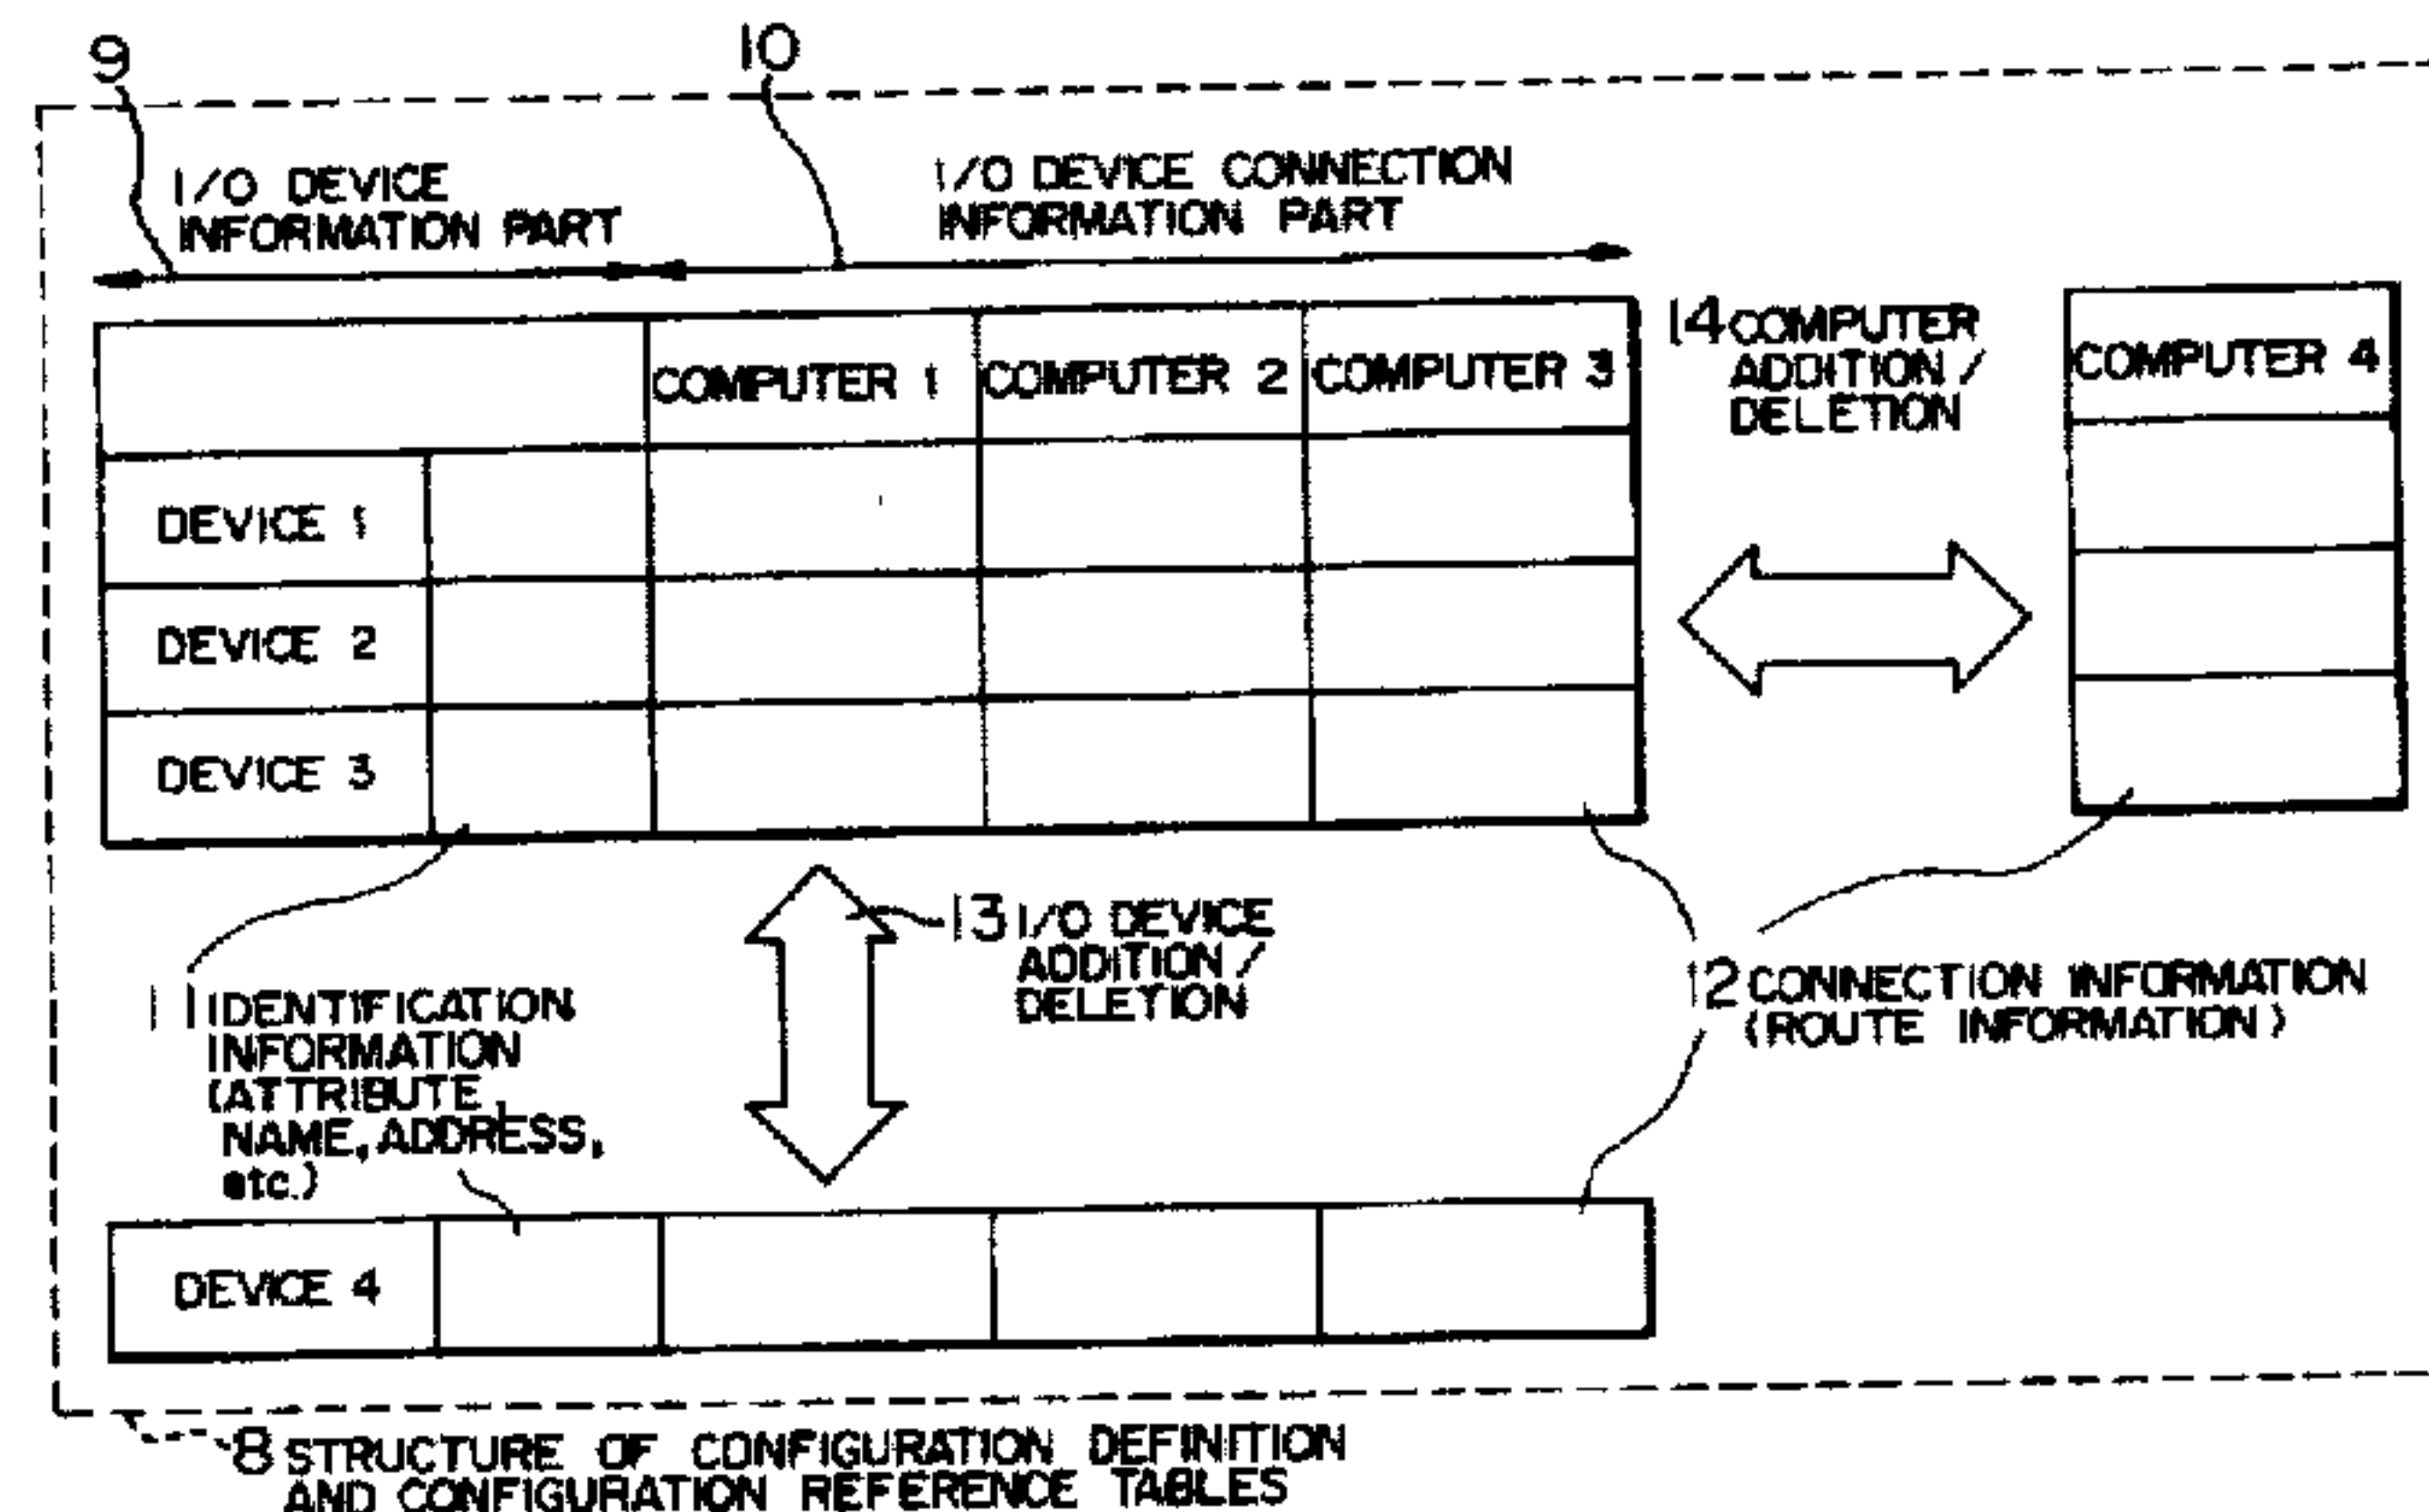 9
10
I/O DEVICE
INFORMATION PART
I/O DEVICE CONNECTION
INFORMATION PART
COMPUTER 1
COMPUTER 2
COMPUTER 3
14 COMPUTER
ADDITION /
DELETION
COMPUTER 4
DEVICE 1
DEVICE 2
DEVICE 3
13 I/O DEVICE
ADDITION /
DELETION
11 IDENTIFICATION
INFORMATION
(ATTRIBUTE,
NAME, ADDRESS,
etc.)
12 CONNECTION INFORMATION
(ROUTE INFORMATION)
DEVICE 4
8 STRUCTURE OF CONFIGURATION DEFINITION
AND CONFIGURATION REFERENCE TABLES